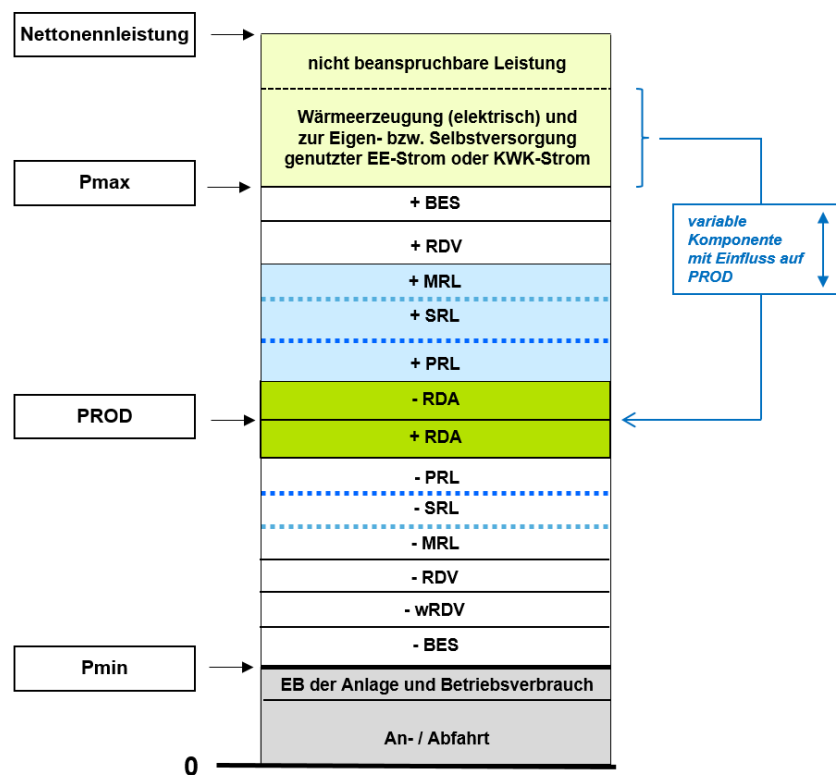 Nettonennleistung
nicht beanspruchbare Leistung
Wärmeerzeugung (elektrisch) und
zur Eigen- bzw. Selbstversorgung
genutzter EE-Strom oder KWK-Strom
Pmax
+ BES
+ RDV
variable
Komponente
mit Einfluss auf
PROD
+ MRL
+ SRL
+ PRL
- RDA
PROD
+ RDA
- PRL
- SRL
- MRL
- RDV
- wRDV
- BES
Pmin
EB der Anlage und Betriebsverbrauch
An- / Abfahrt
0